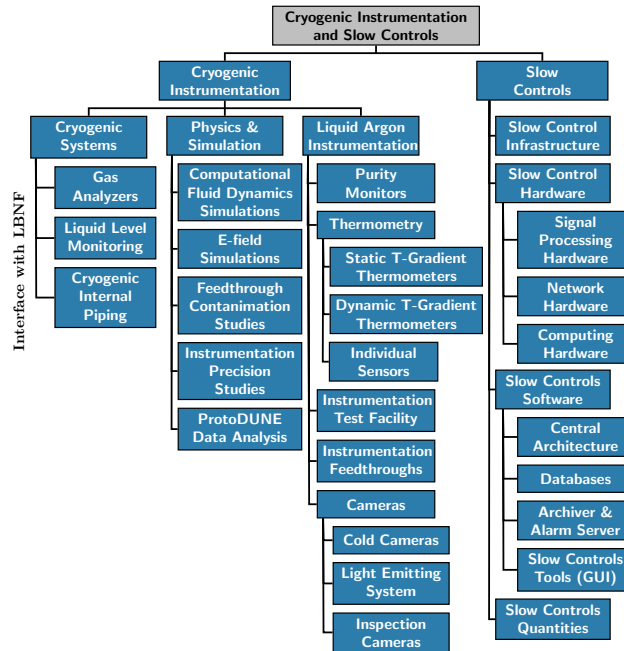 Cryogenic Instrumentation
and Slow Controls
Cryogenic
Instrumentation
Slow
Controls
Cryogenic
Systems
Physics &
Simulation
Liquid Argon
Instrumentation
Interface with LBNF
Gas
Analyzers
Liquid Level
Monitoring
Cryogenic
Internal
Piping
Computational
Fluid Dynamics
Simulations
E-field
Simulations
Feedthrough
Contanimation
Studies
Instrumentation
Precision
Studies
ProtoDUNE
Data Analysis
Purity
Monitors
Thermometry
Static T-Gradient
Thermometers
Dynamic T-Gradient
Thermometers
Individual
Sensors
Instrumentation
Test Facility
Instrumentation
Feedthroughs
Cameras
Cold Cameras
Light Emitting
System
Inspection
Cameras
Slow Control
Infrastructure
Slow Control
Hardware
Signal
Processing
Hardware
Network
Hardware
Computing
Hardware
Slow Controls
Software
Central
Architecture
Databases
Archiver &
Alarm Server
Slow Controls
Tools (GUI)
Slow Controls
Quantities